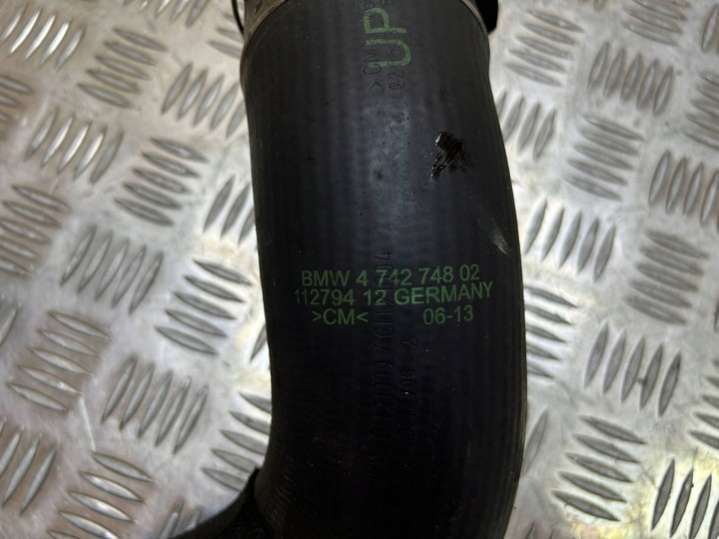 UP
BMW 4 742 748 02
112794 12 GERMANY
>CM< 06-13